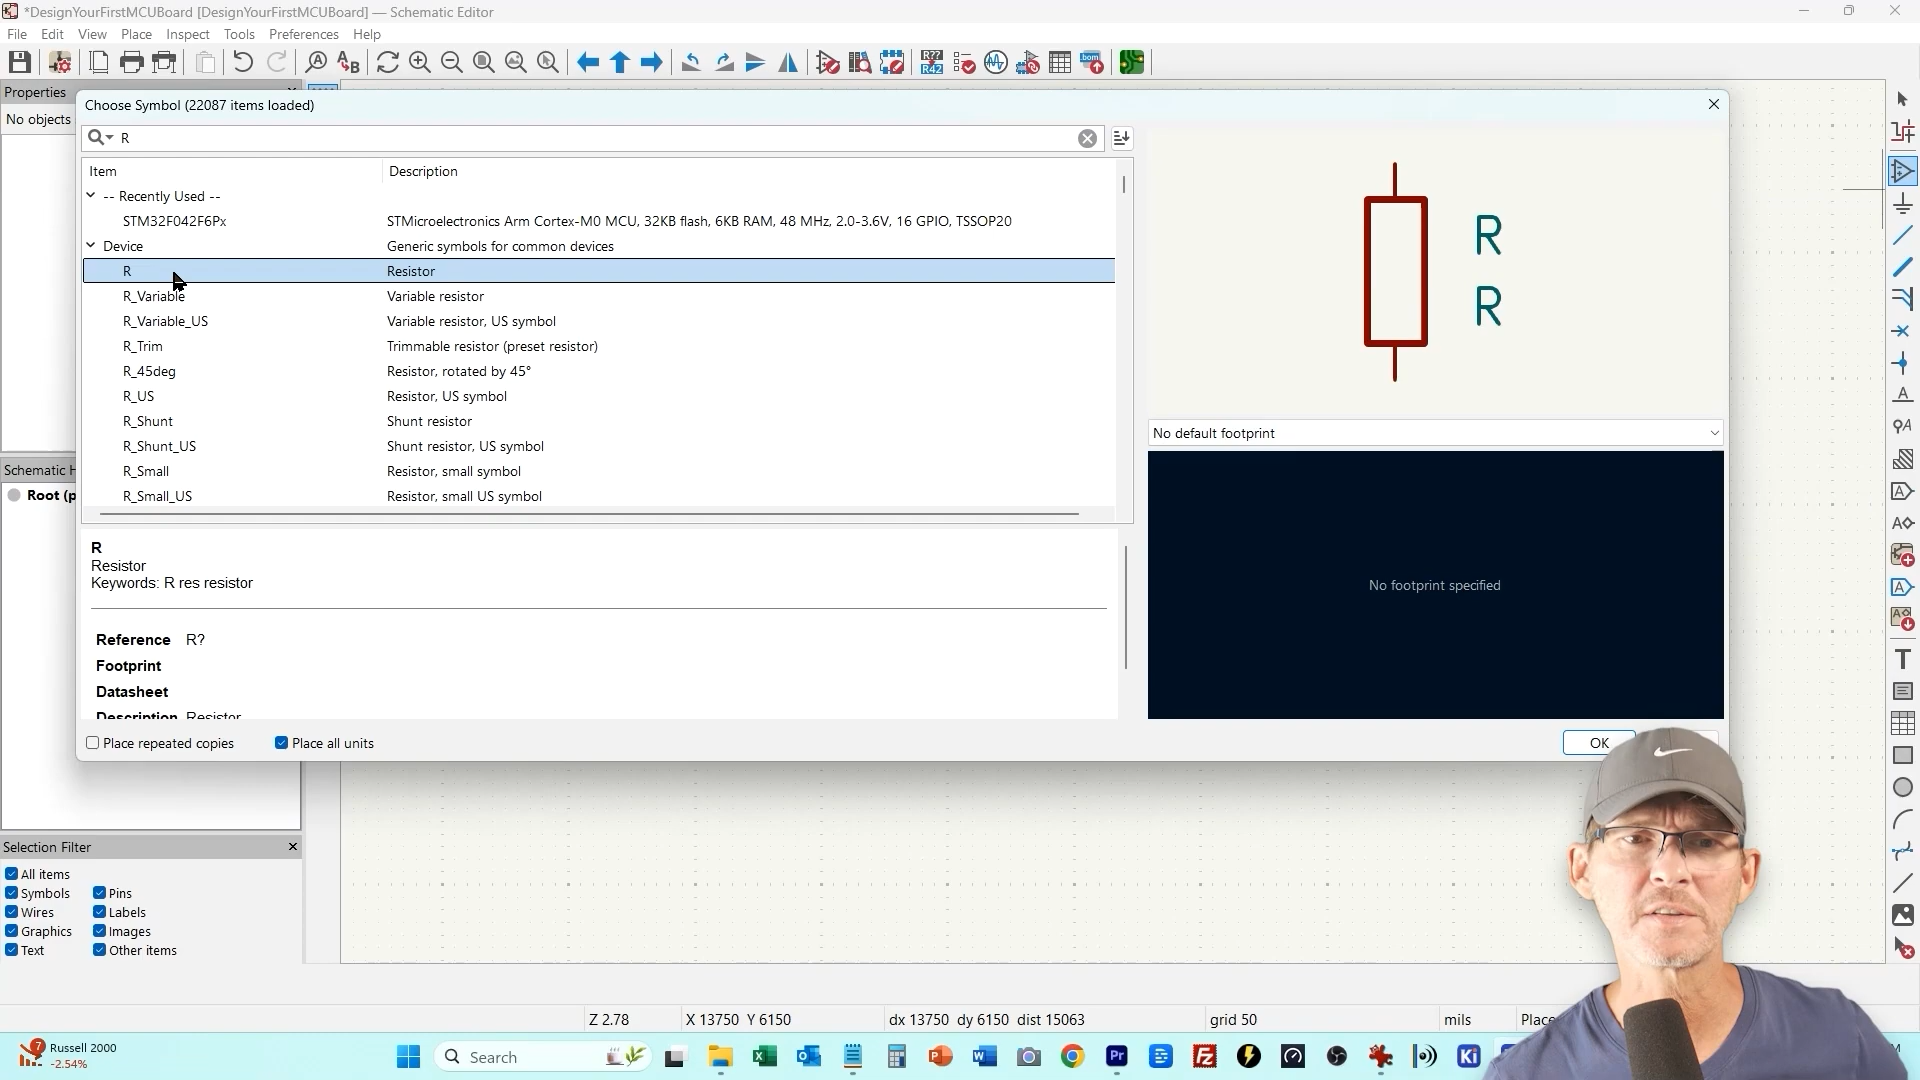 *DesignYourFirstMCUBoard [DesignYourFirstMCUBoard] — Schematic Editor
File Edit View Place Inspect Tools Preferences Help
Properties
No objects
Choose Symbol (22087 items loaded)
R
Item Description
-- Recently Used --
STM32F042F6Px STMicroelectronics Arm Cortex-M0 MCU, 32KB flash, 6KB RAM, 48 MHz, 2.0-3.6V, 16 GPIO, TSSOP20
Device Generic symbols for common devices
R Resistor
R_Variable Variable resistor
R_Variable_US Variable resistor, US symbol
R_Trim Trimmable resistor (preset resistor)
R_45deg Resistor, rotated by 45°
R_US Resistor, US symbol
R_Shunt Shunt resistor
R_Shunt_US Shunt resistor, US symbol
R_Small Resistor, small symbol
R_Small_US Resistor, small US symbol
R
R
No default footprint
No footprint specified
R
Resistor
Keywords: R res resistor
Reference R?
Footprint
Datasheet
Description Resistor
Place repeated copies Place all units
OK
Schematic H
Root (p
Selection Filter
All items
Symbols Pins
Wires Labels
Graphics Images
Text Other items
Z 2.78 X 13750 Y 6150 dx 13750 dy 6150 dist 15063 grid 50 mils Place
7 Russell 2000
-2.54%
Search